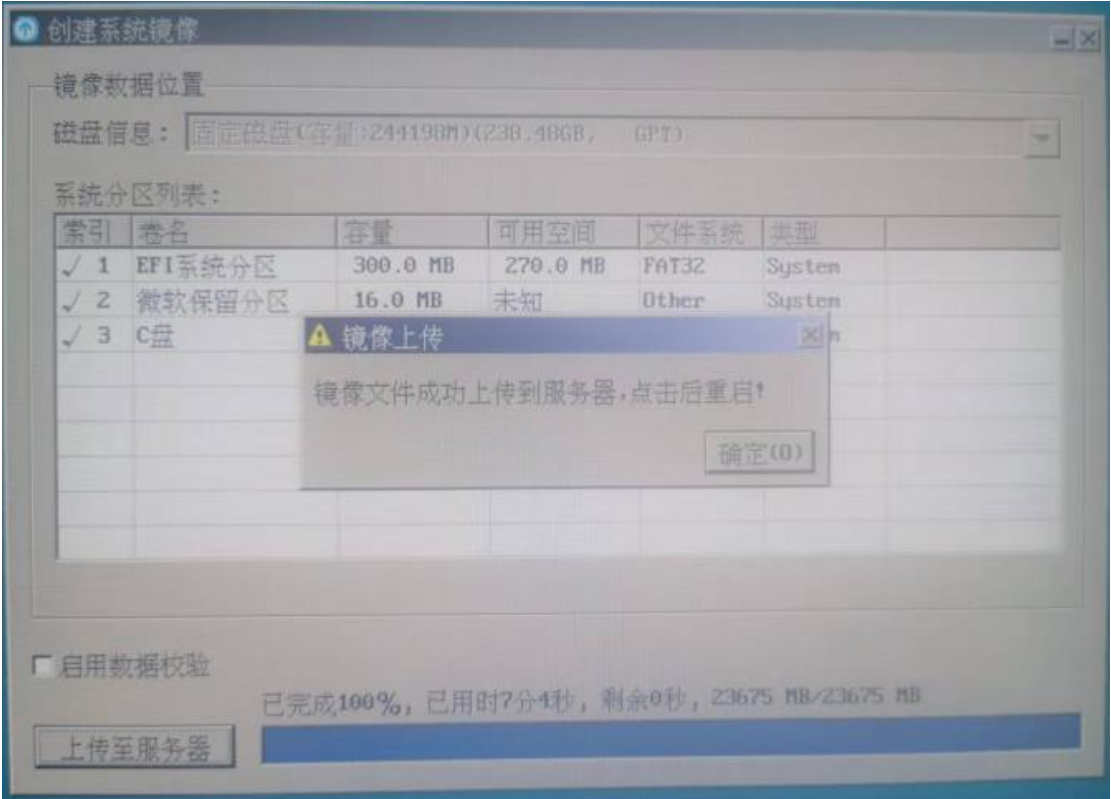 创建系统镜像
镜像数据位置
磁盘信息: 固定磁盘(容量:244198M)(238.48GB, GPT)
系统分区列表:
索引 卷名 容量 可用空间 文件系统 类型
✓ 1 EFI系统分区 300.0 MB 270.0 MB FAT32 System
✓ 2 微软保留分区 16.0 MB 未知 Other System
✓ 3 C盘
镜像上传
镜像文件成功上传到服务器,点击后重启!
确定(O)
启用数据校验
已完成100%, 已用时7分4秒, 剩余0秒, 23675 MB/23675 MB
上传至服务器